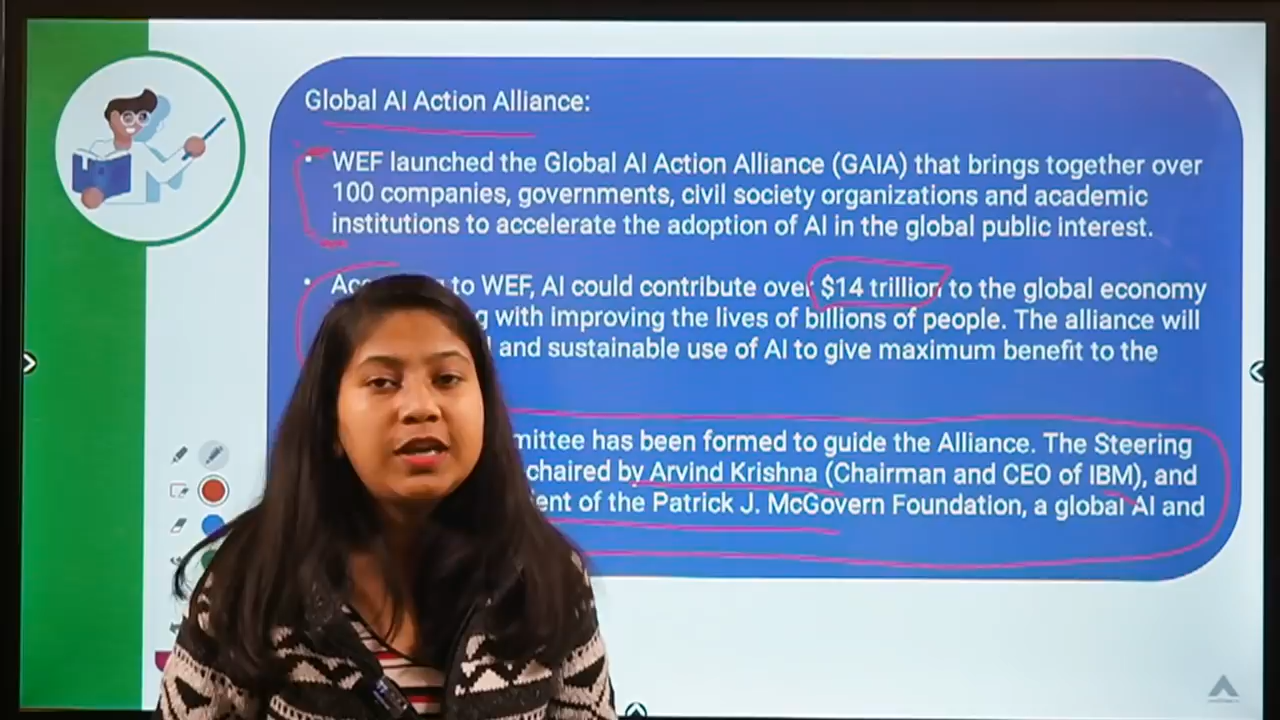 Global AI Action Alliance:
• WEF launched the Global AI Action Alliance (GAIA) that brings together over
100 companies, governments, civil society organizations and academic
institutions to accelerate the adoption of AI in the global public interest.
• to WEF, AI could contribute over $14 trillion to the global economy
with improving the lives of billions of people. The alliance will
and sustainable use of AI to give maximum benefit to the
has been formed to guide the Alliance. The Steering
chaired by Arvind Krishna (Chairman and CEO of IBM), and
of the Patrick J. McGovern Foundation, a global AI and